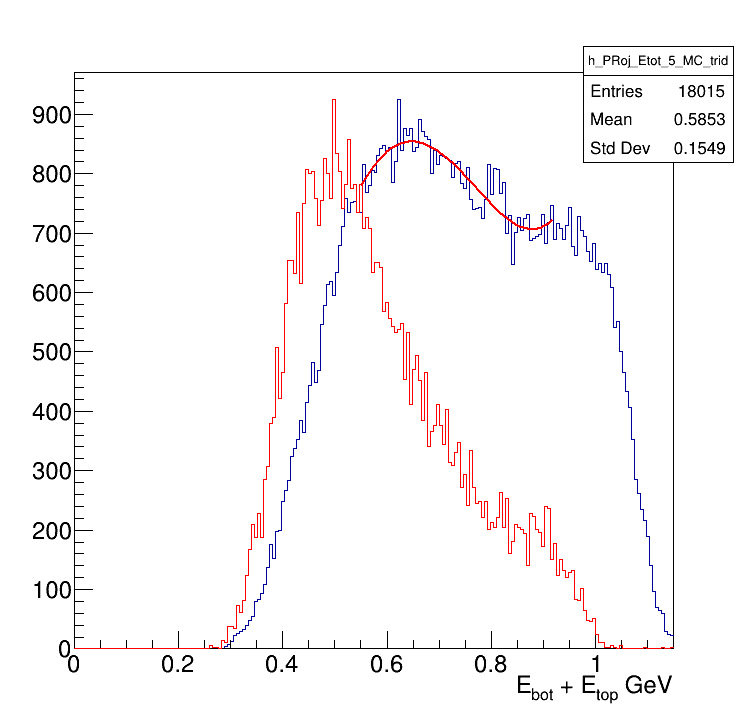 h_PRoj_Etot_5_MC_trid
Entries 18015
Mean 0.5853
Std Dev 0.1549
900
800
700
600
500
400
300
200
100
0
0 0.2 0.4 0.6 0.8 1
E_bot + E_top GeV